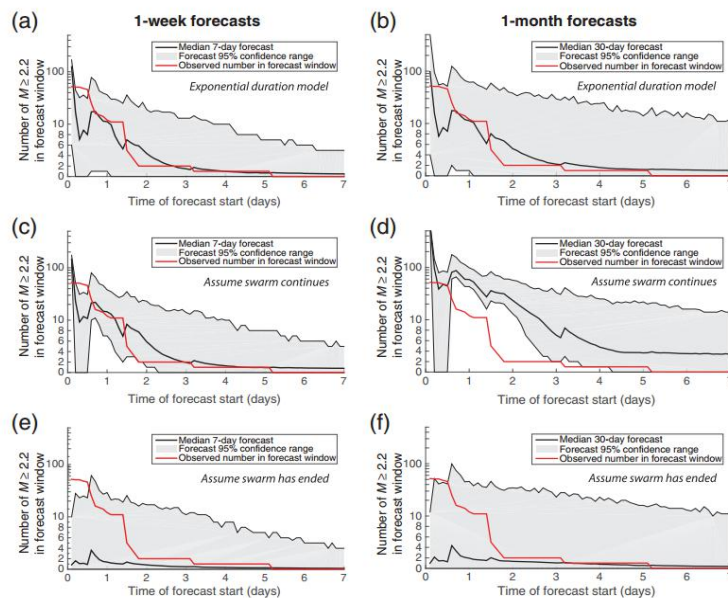 1-week forecasts
1-month forecasts
(a)
Number of M ≥ 2.2
in forecast window
100
10
8
6
4
2
0
Median 7-day forecast
Forecast 95% confidence range
Observed number in forecast window
Exponential duration model
0 1 2 3 4 5 6 7
Time of forecast start (days)
(b)
Number of M ≥ 2.2
in forecast window
100
10
8
6
4
2
0
Median 30-day forecast
Forecast 95% confidence range
Observed number in forecast window
Exponential duration model
0 1 2 3 4 5 6 7
Time of forecast start (days)
(c)
Number of M ≥ 2.2
in forecast window
100
10
8
6
4
2
0
Median 7-day forecast
Forecast 95% confidence range
Observed number in forecast window
Assume swarm continues
0 1 2 3 4 5 6 7
Time of forecast start (days)
(d)
Number of M ≥ 2.2
in forecast window
100
10
8
6
4
2
0
Median 30-day forecast
Forecast 95% confidence range
Observed number in forecast window
Assume swarm continues
0 1 2 3 4 5 6
Time of forecast start (days)
(e)
Number of M ≥ 2.2
in forecast window
100
10
8
6
4
2
0
Median 7-day forecast
Forecast 95% confidence range
Observed number in forecast window
Assume swarm has ended
0 1 2 3 4 5 6 7
Time of forecast start (days)
(f)
Number of M ≥ 2.2
in forecast window
100
10
8
6
4
2
0
Median 30-day forecast
Forecast 95% confidence range
Observed number in forecast window
Assume swarm has ended
0 1 2 3 4 5 6 7
Time of forecast start (days)